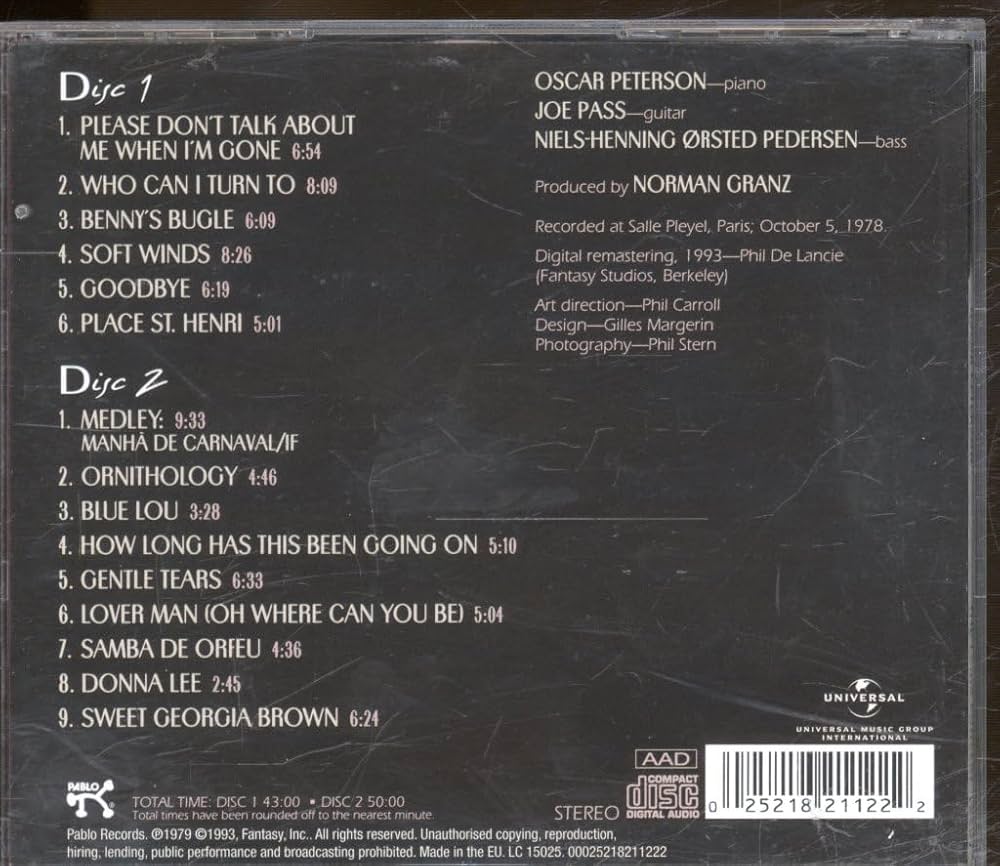 Disc 1
1. PLEASE DON'T TALK ABOUT
ME WHEN I'M GONE 6:54
2. WHO CAN I TURN TO 8:09
3. BENNY'S BUGLE 6:09
4. SOFT WINDS 8:26
5. GOODBYE 6:19
6. PLACE ST. HENRI 5:01
Disc 2
1. MEDLEY: 9:33
MANHÃ DE CARNAVAL/IF
2. ORNITHOLOGY 4:46
3. BLUE LOU 3:28
4. HOW LONG HAS THIS BEEN GOING ON 5:10
5. GENTLE TEARS 6:33
6. LOVER MAN (OH WHERE CAN YOU BE) 5:04
7. SAMBA DE ORFEU 4:36
8. DONNA LEE 2:45
9. SWEET GEORGIA BROWN 6:24
OSCAR PETERSON—piano
JOE PASS—guitar
NIELS-HENNING ØRSTED PEDERSEN—bass
Produced by NORMAN GRANZ
Recorded at Salle Pleyel, Paris; October 5, 1978.
Digital remastering, 1993—Phil De Lancie
(Fantasy Studios, Berkeley)
Art direction—Phil Carroll
Design—Gilles Margerin
Photography—Phil Stern
UNIVERSAL
UNIVERSAL MUSIC GROUP
INTERNATIONAL
PABLO
TOTAL TIME: DISC 1 43:00 • DISC 2 50:00
Total times have been rounded off to the nearest minute.
STEREO
AAD
COMPACT
disc
DIGITAL AUDIO
0 25218 21122 2
Pablo Records. ℗1979 ©1993, Fantasy, Inc.. All rights reserved. Unauthorised copying, reproduction,
hiring, lending, public performance and broadcasting prohibited. Made in the EU. LC 15025. 00025218211222